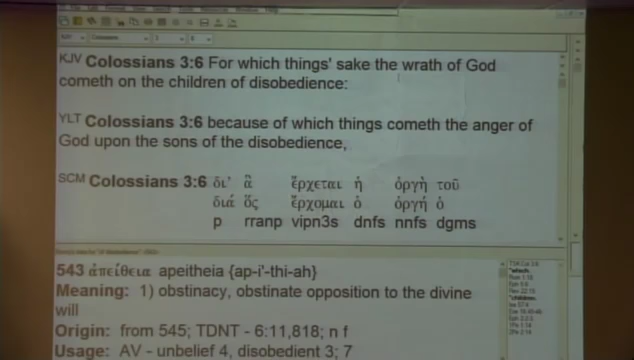 KJV Colossians 3:6 For which things' sake the wrath of God
cometh on the children of disobedience:
YLT Colossians 3:6 because of which things cometh the anger of
God upon the sons of the disobedience,
SCM Colossians 3:6 δι' ἃ ἔρχεται ἡ ὀργὴ τοῦ
διά ὅς ἔρχομαι ὁ ὀργή ὁ
p rranp vipn3s dnfs nnfs dgms
543 ἀπείθεια apeitheia {ap-i'-thi-ah}
Meaning: 1) obstinacy, obstinate opposition to the divine
will
Origin: from 545; TDNT - 6:11,818; n f
Usage: AV - unbelief 4, disobedient 3; 7